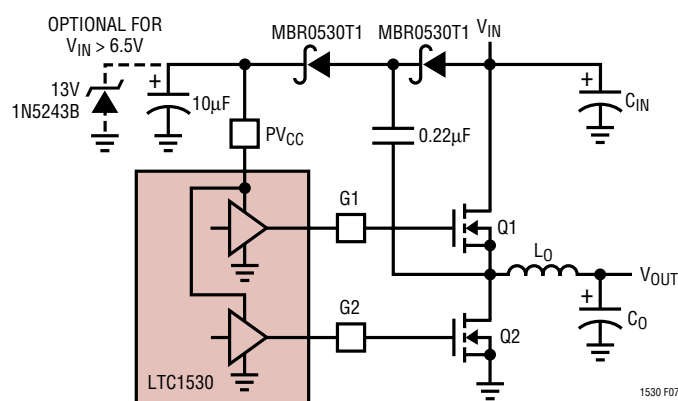 OPTIONAL FOR
VIN > 6.5V
MBR0530T1
MBR0530T1
VIN
13V
1N5243B
+
10µF
PVCC
0.22µF
+
CIN
G1
Q1
LO
VOUT
+
CO
G2
Q2
LTC1530
1530 F07